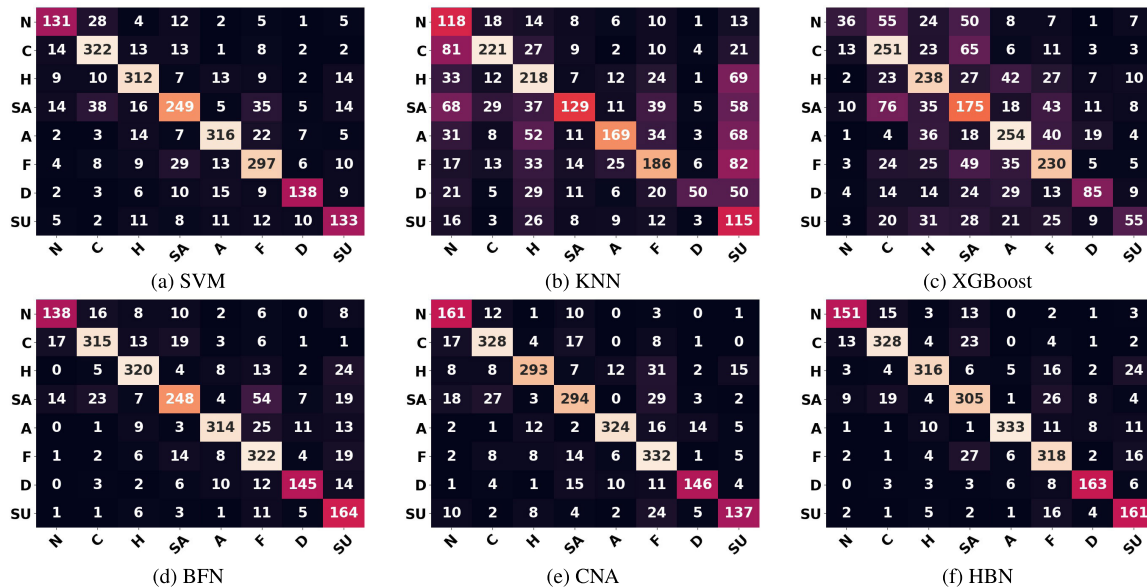 N 131 28 4 12 2 5 1 5
C 14 322 13 13 1 8 2 2
H 9 10 312 7 13 9 2 14
SA 14 38 16 249 5 35 5 14
A 2 3 14 7 316 22 7 5
F 4 8 9 29 13 297 6 10
D 2 3 6 10 15 9 138 9
SU 5 2 11 8 11 12 10 133
N C H SA A F D SU
(a) SVM
N 118 18 14 8 6 10 1 13
C 81 221 27 9 2 10 4 21
H 33 12 218 7 12 24 1 69
SA 68 29 37 129 11 39 5 58
A 31 8 52 11 169 34 3 68
F 17 13 33 14 25 186 6 82
D 21 5 29 11 6 20 50 50
SU 16 3 26 8 9 12 3 115
N C H SA A F D SU
(b) KNN
N 36 55 24 50 8 7 1 7
C 13 251 23 65 6 11 3 3
H 2 23 238 27 42 27 7 10
SA 10 76 35 175 18 43 11 8
A 1 4 36 18 254 40 19 4
F 3 24 25 49 35 230 5 5
D 4 14 14 24 29 13 85 9
SU 3 20 31 28 21 25 9 55
N C H SA A F D SU
(c) XGBoost
N 138 16 8 10 2 6 0 8
C 17 315 13 19 3 6 1 1
H 0 5 320 4 8 13 2 24
SA 14 23 7 248 4 54 7 19
A 0 1 9 3 314 25 11 13
F 1 2 6 14 8 322 4 19
D 0 3 2 6 10 12 145 14
SU 1 1 6 3 1 11 5 164
N C H SA A F D SU
(d) BFN
N 161 12 1 10 0 3 0 1
C 17 328 4 17 0 8 1 0
H 8 8 293 7 12 31 2 15
SA 18 27 3 294 0 29 3 2
A 2 1 12 2 324 16 14 5
F 2 8 8 14 6 332 1 5
D 1 4 1 15 10 11 146 4
SU 10 2 8 4 2 24 5 137
N C H SA A F D SU
(e) CNA
N 151 15 3 13 0 2 1 3
C 13 328 4 23 0 4 1 2
H 3 4 316 6 5 16 2 24
SA 9 19 4 305 1 26 8 4
A 1 1 10 1 333 11 8 11
F 2 1 4 27 6 318 2 16
D 0 3 3 3 6 8 163 6
SU 2 1 5 2 1 16 4 161
N C H SA A F D SU
(f) HBN